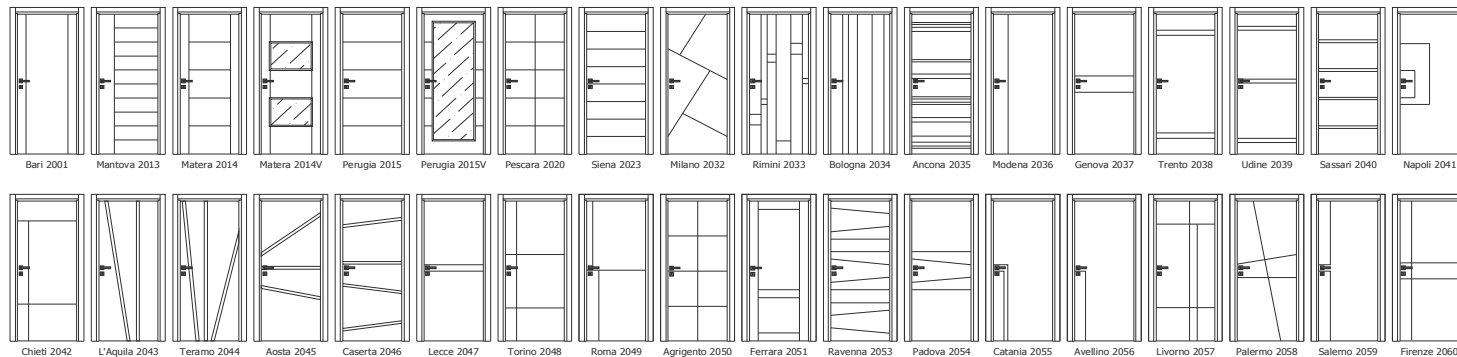 Bari 2001 Mantova 2013 Matera 2014 Matera 2014V Perugia 2015 Perugia 2015V Pescara 2020 Siena 2023 Milano 2032 Rimini 2033 Bologna 2034 Ancona 2035 Modena 2036 Genova 2037 Trento 2038 Udine 2039 Sassari 2040 Napoli 2041
Chieti 2042 L'Aquila 2043 Teramo 2044 Aosta 2045 Caserta 2046 Lecce 2047 Torino 2048 Roma 2049 Agrigento 2050 Ferrara 2051 Ravenna 2053 Padova 2054 Catania 2055 Avellino 2056 Livorno 2057 Palermo 2058 Salerno 2059 Firenze 2060